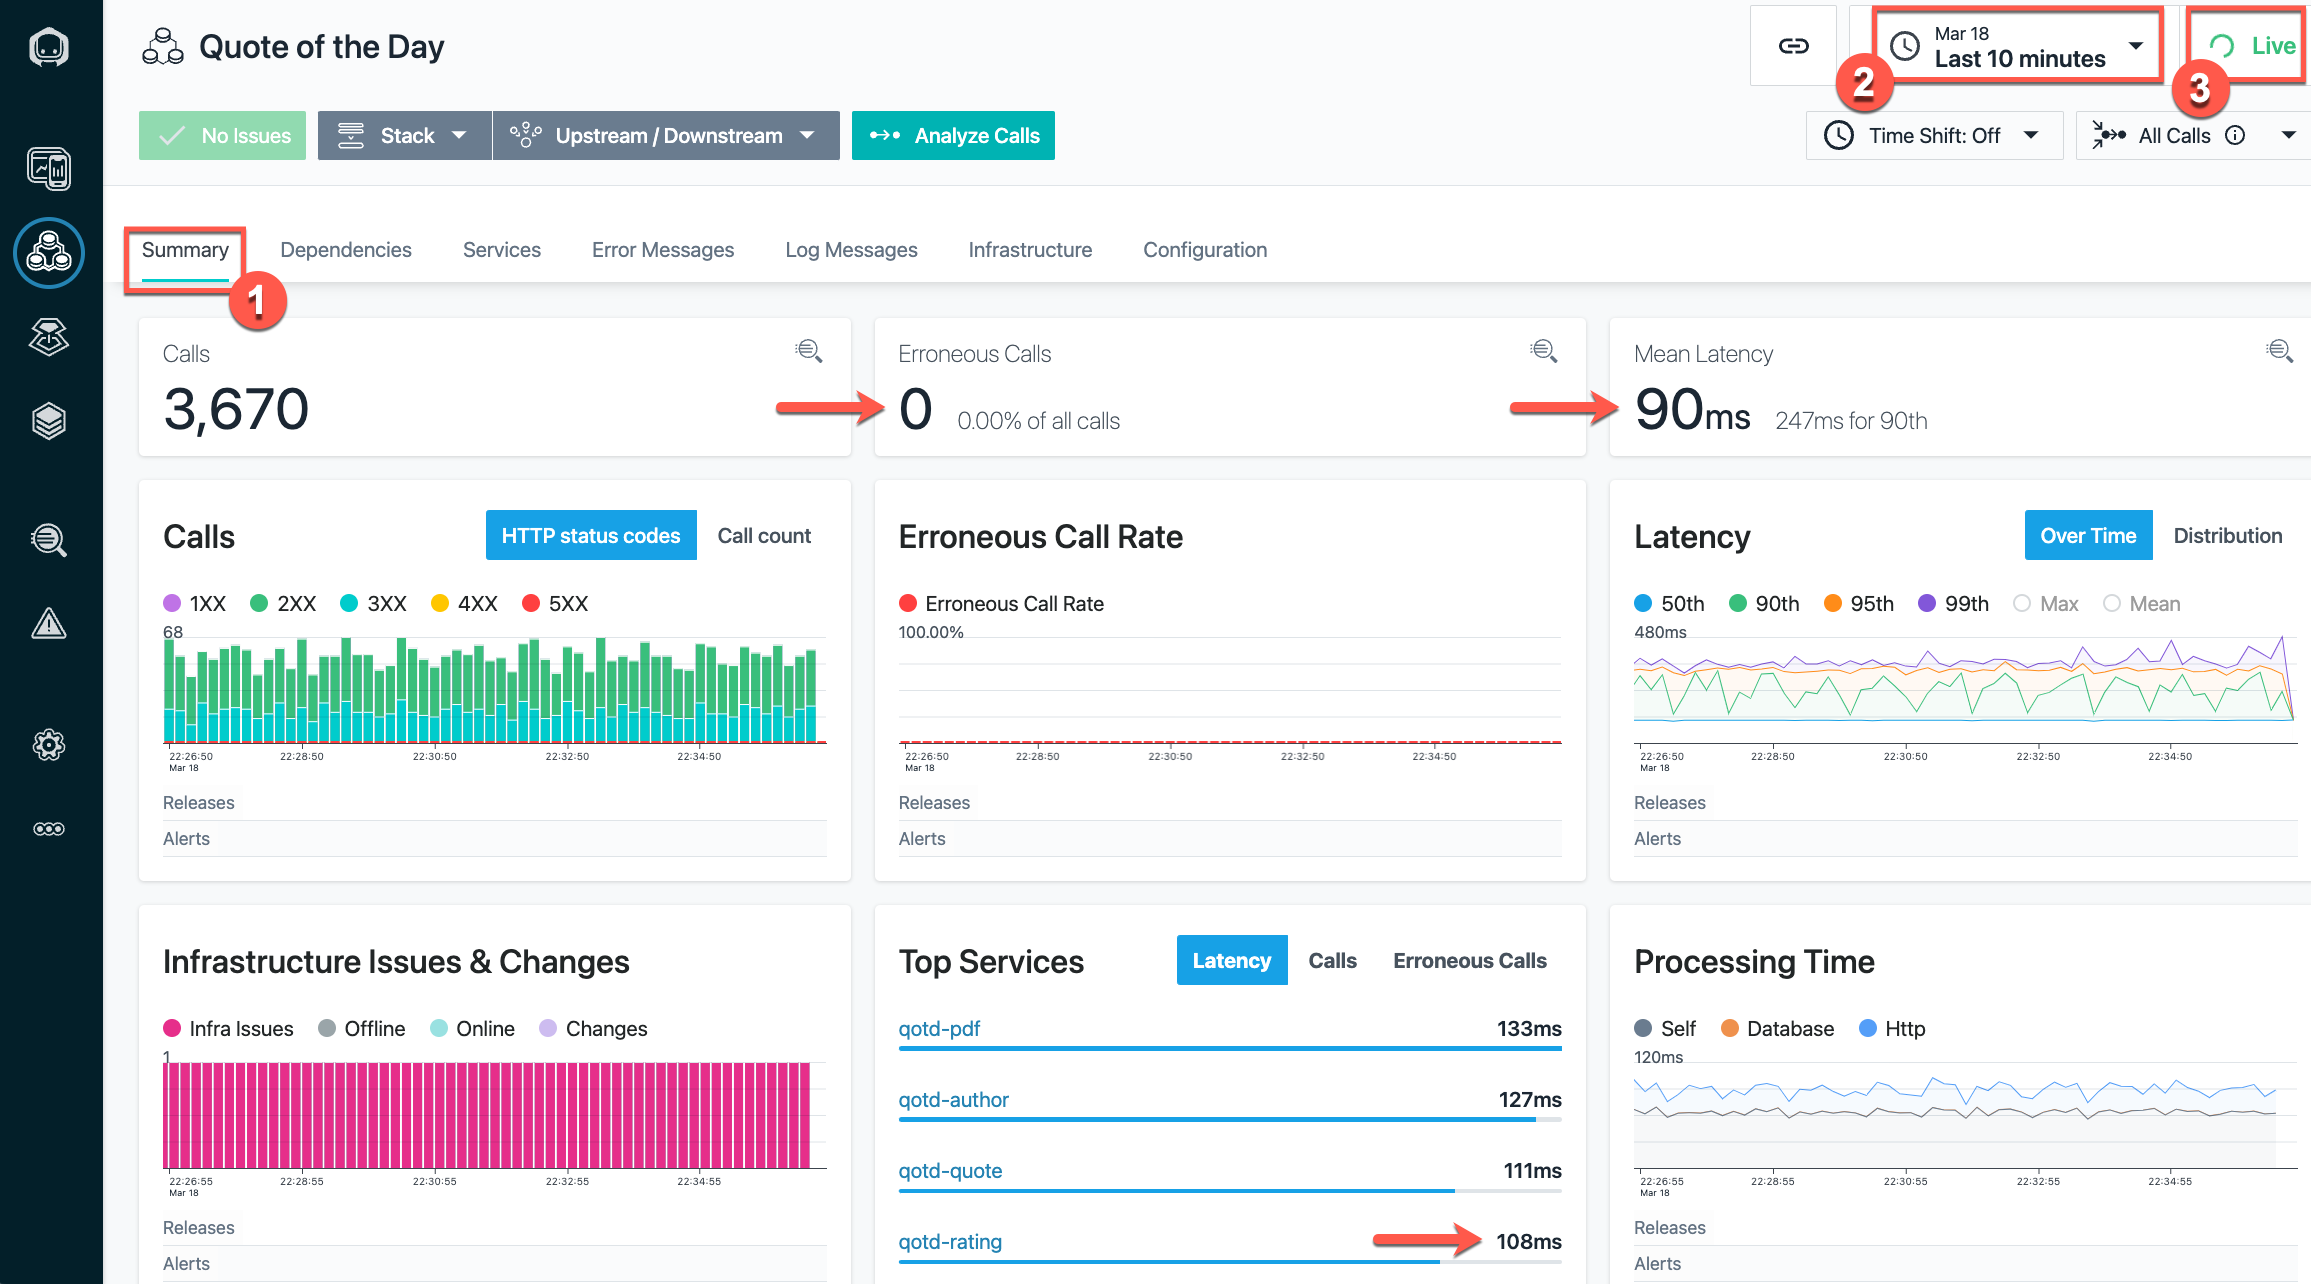 Quote of the Day
Mar 18
Last 10 minutes
Live
2
3
No Issues
Stack
Upstream / Downstream
Analyze Calls
Time Shift: Off
All Calls
Summary
Dependencies
Services
Error Messages
Log Messages
Infrastructure
Configuration
1
Calls
3,670
Erroneous Calls
0 0.00% of all calls
Mean Latency
90ms 247ms for 90th
Calls
HTTP status codes
Call count
1XX 2XX 3XX 4XX 5XX
68
22:26:50 22:28:50 22:30:50 22:32:50 22:34:50
Mar 18
Releases
Alerts
Erroneous Call Rate
Erroneous Call Rate
100.00%
22:26:50 22:28:50 22:30:50 22:32:50 22:34:50
Mar 18
Releases
Alerts
Latency
Over Time
Distribution
50th 90th 95th 99th Max Mean
480ms
22:26:50 22:28:50 22:30:50 22:32:50 22:34:50
Mar 18
Releases
Alerts
Infrastructure Issues & Changes
Infra Issues Offline Online Changes
1
22:26:55 22:28:55 22:30:55 22:32:55 22:34:55
Mar 18
Releases
Alerts
Top Services
Latency
Calls
Erroneous Calls
qotd-pdf 133ms
qotd-author 127ms
qotd-quote 111ms
qotd-rating 108ms
Processing Time
Self Database Http
120ms
22:26:55 22:28:55 22:30:55 22:32:55 22:34:55
Mar 18
Releases
Alerts